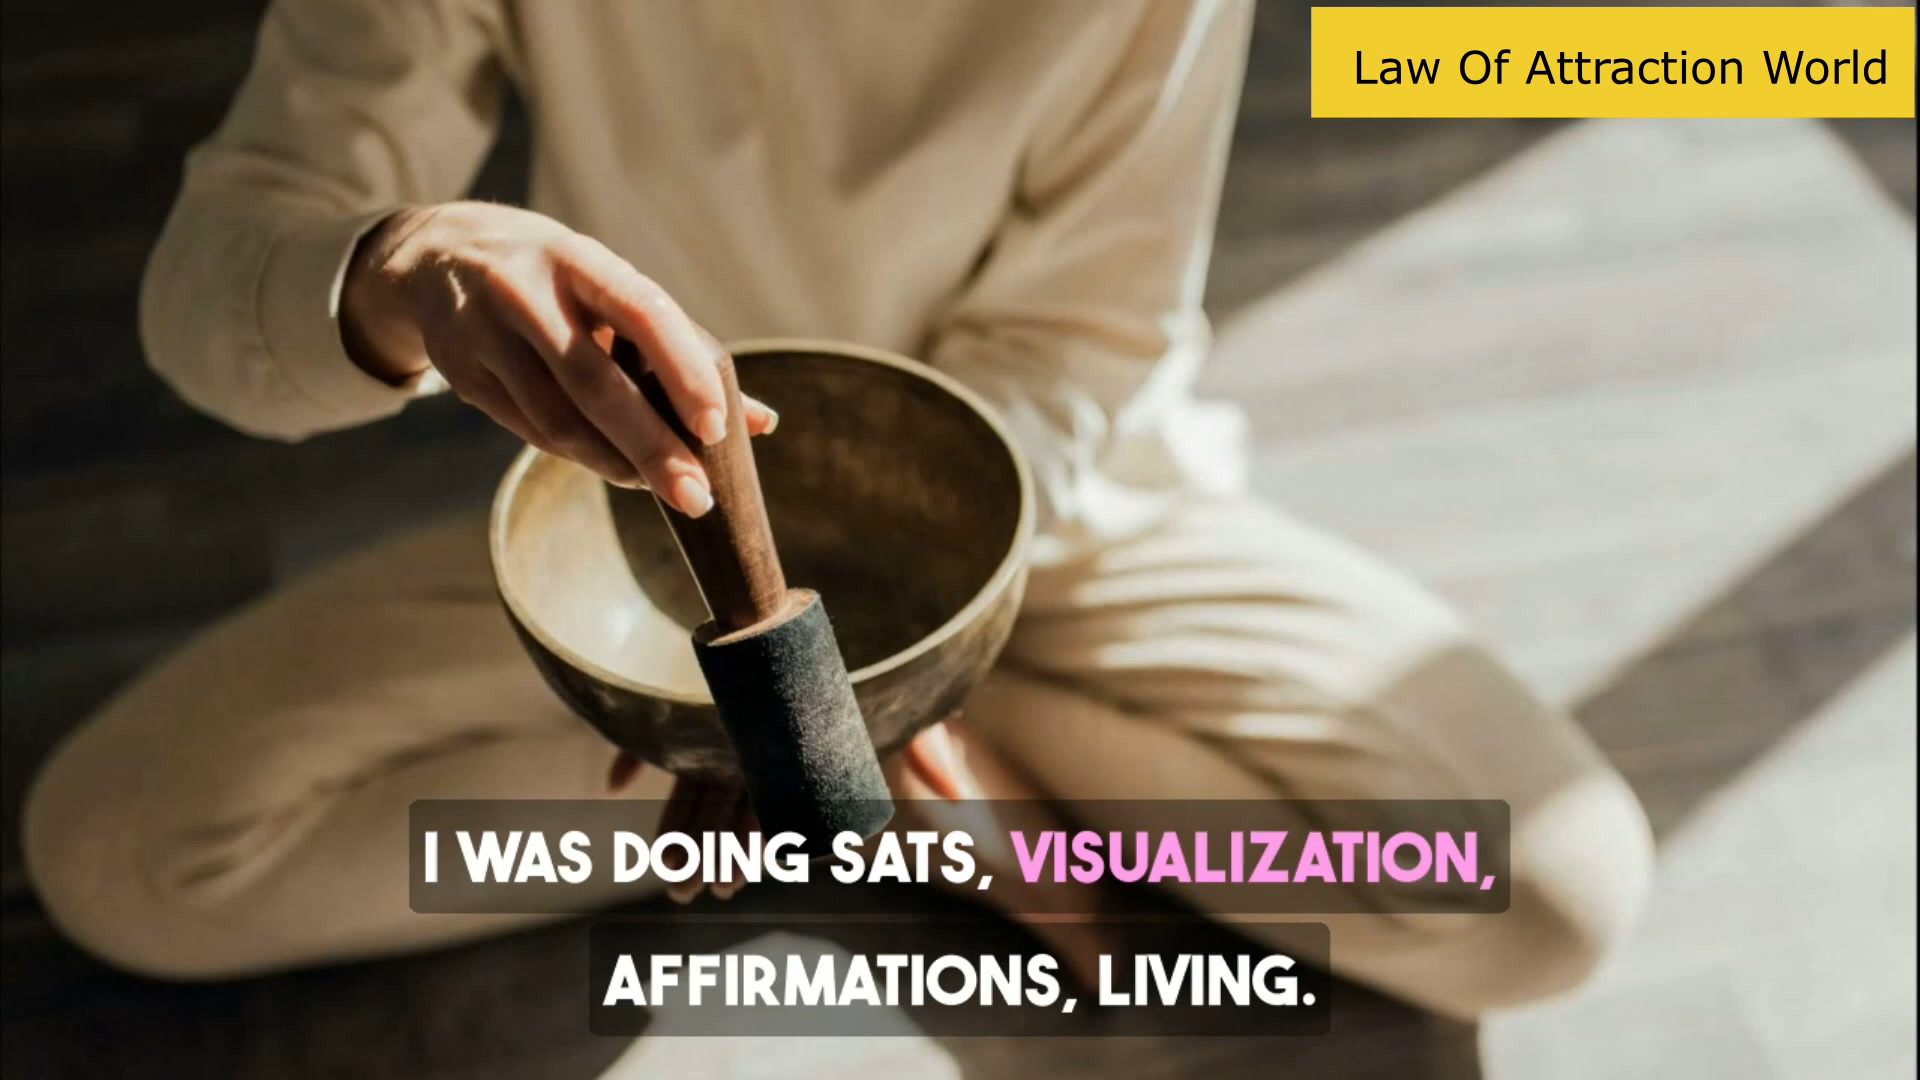 Law Of Attraction World
I WAS DOING SATS, VISUALIZATION,
AFFIRMATIONS, LIVING.